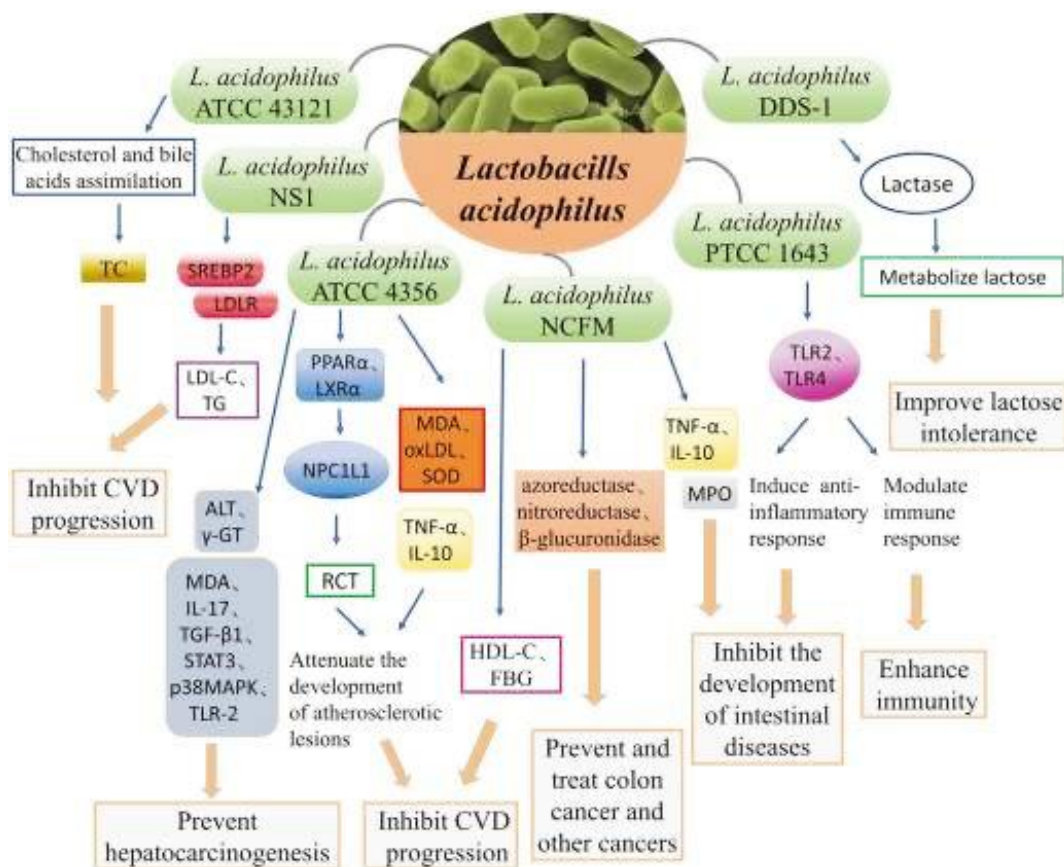 L. acidophilus
ATCC 43121
L. acidophilus
DDS-1
Lactobacills
acidophilus
Cholesterol and bile
acids assimilation
L. acidophilus
NS1
Lactase
L. acidophilus
PTCC 1643
TC
SREBP2
LDLR
L. acidophilus
ATCC 4356
L. acidophilus
NCFM
Metabolize lactose
LDL-C、
TG
PPARα、
LXRα
TLR2、
TLR4
MDA、
oxLDL、
SOD
TNF-α、
IL-10
Improve lactose
intolerance
Inhibit CVD
progression
NPC1L1
azoreductase、
nitroreductase、
β-glucuronidase
MPO
Induce anti-
inflammatory
response
Modulate
immune
response
ALT、
γ-GT
TNF-α、
IL-10
MDA、
IL-17、
TGF-β1、
STAT3、
p38MAPK、
TLR-2
RCT
Attenuate the
development
of atherosclerotic
lesions
HDL-C、
FBG
Inhibit the
development
of intestinal
diseases
Enhance
immunity
Prevent
hepatocarcinogenesis
Inhibit CVD
progression
Prevent and
treat colon
cancer and
other cancers